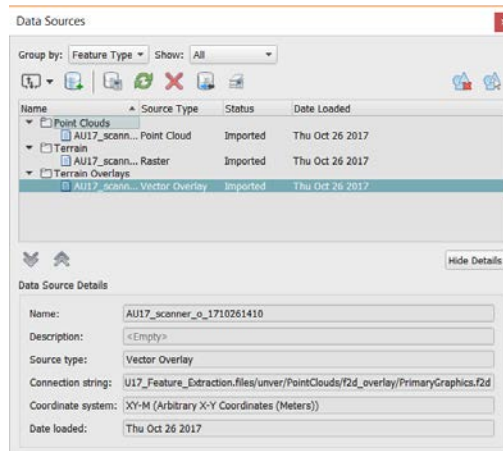 Data Sources
Group by: Feature Type Show: All
Name Source Type Status Date Loaded
Point Clouds
AU17_scann... Point Cloud Imported Thu Oct 26 2017
Terrain
AU17_scann... Raster Imported Thu Oct 26 2017
Terrain Overlays
AU17_scann... Vector Overlay Imported Thu Oct 26 2017
Hide Details
Data Source Details
Name: AU17_scanner_o_1710261410
Description: <Empty>
Source type: Vector Overlay
Connection string: U17_Feature_Extraction.files/unver/PointClouds/f2d_overlay/PrimaryGraphics.f2d
Coordinate system: XY-M (Arbitrary X-Y Coordinates (Meters))
Date loaded: Thu Oct 26 2017